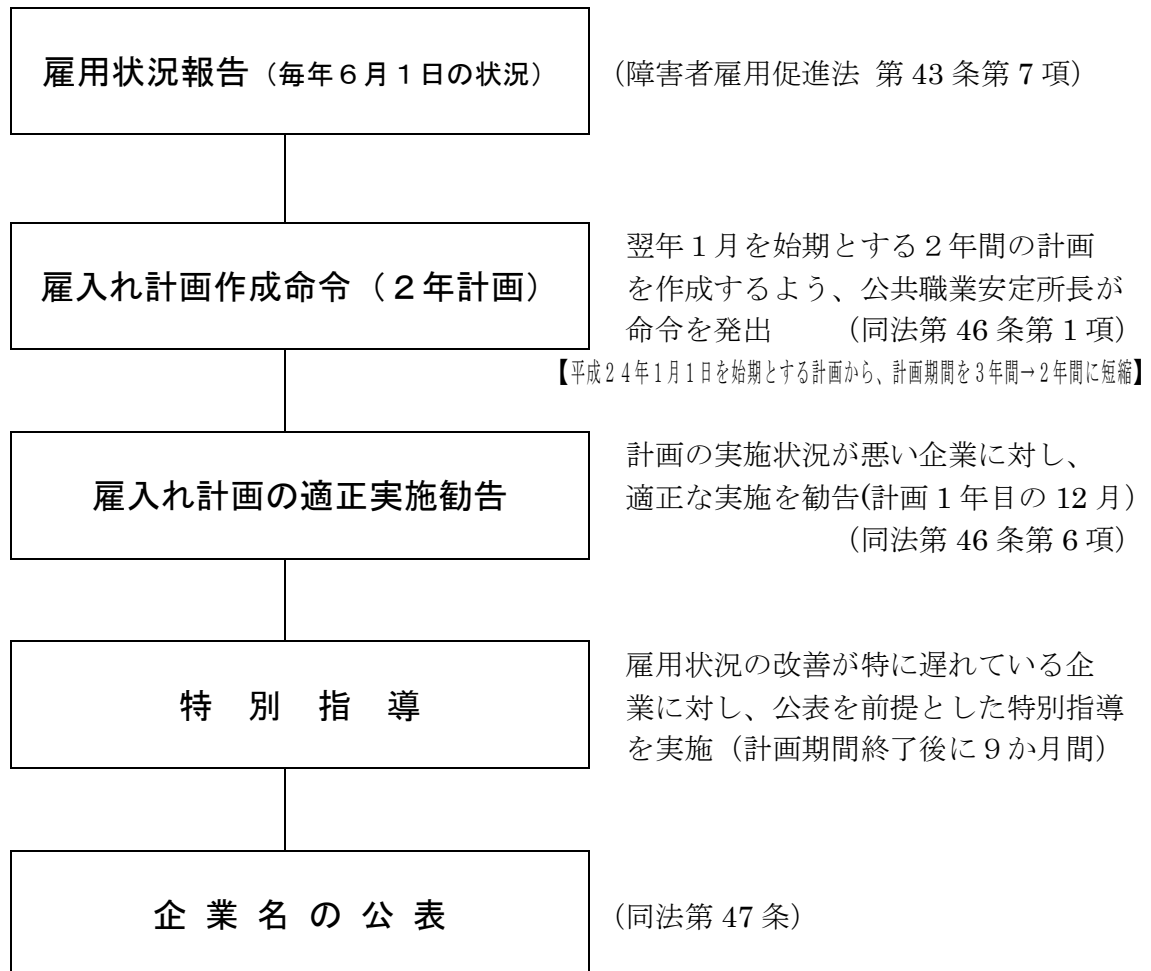 雇用状況報告（毎年６月１日の状況）
（障害者雇用促進法 第 43 条第 7 項）
雇入れ計画作成命令（２年計画）
翌年１月を始期とする２年間の計画
を作成するよう、公共職業安定所長が
命令を発出　　（同法第 46 条第 1 項）
【平成２４年１月１日を始期とする計画から、計画期間を３年間→２年間に短縮】
雇入れ計画の適正実施勧告
計画の実施状況が悪い企業に対し、
適正な実施を勧告(計画 1 年目の 12 月)
（同法第 46 条第 6 項）
特　別　指　導
雇用状況の改善が特に遅れている企
業に対し、公表を前提とした特別指導
を実施（計画期間終了後に９か月間）
企 業 名 の 公 表
（同法第 47 条）